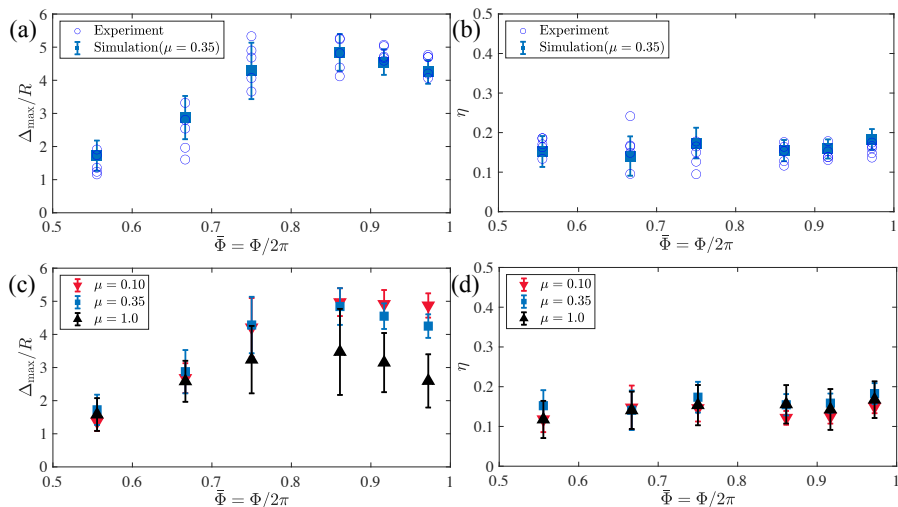 (a)
Experiment
Simulation(μ = 0.35)
Δmax/R
6
5
4
3
2
1
0
0.5 0.6 0.7 0.8 0.9 1
Φ̄ = Φ/2π
(b)
Experiment
Simulation(μ = 0.35)
η
0.5
0.4
0.3
0.2
0.1
0
0.5 0.6 0.7 0.8 0.9 1
Φ̄ = Φ/2π
(c)
μ = 0.10
μ = 0.35
μ = 1.0
Δmax/R
6
5
4
3
2
1
0
0.5 0.6 0.7 0.8 0.9 1
Φ̄ = Φ/2π
(d)
μ = 0.10
μ = 0.35
μ = 1.0
η
0.5
0.4
0.3
0.2
0.1
0
0.5 0.6 0.7 0.8 0.9 1
Φ̄ = Φ/2π